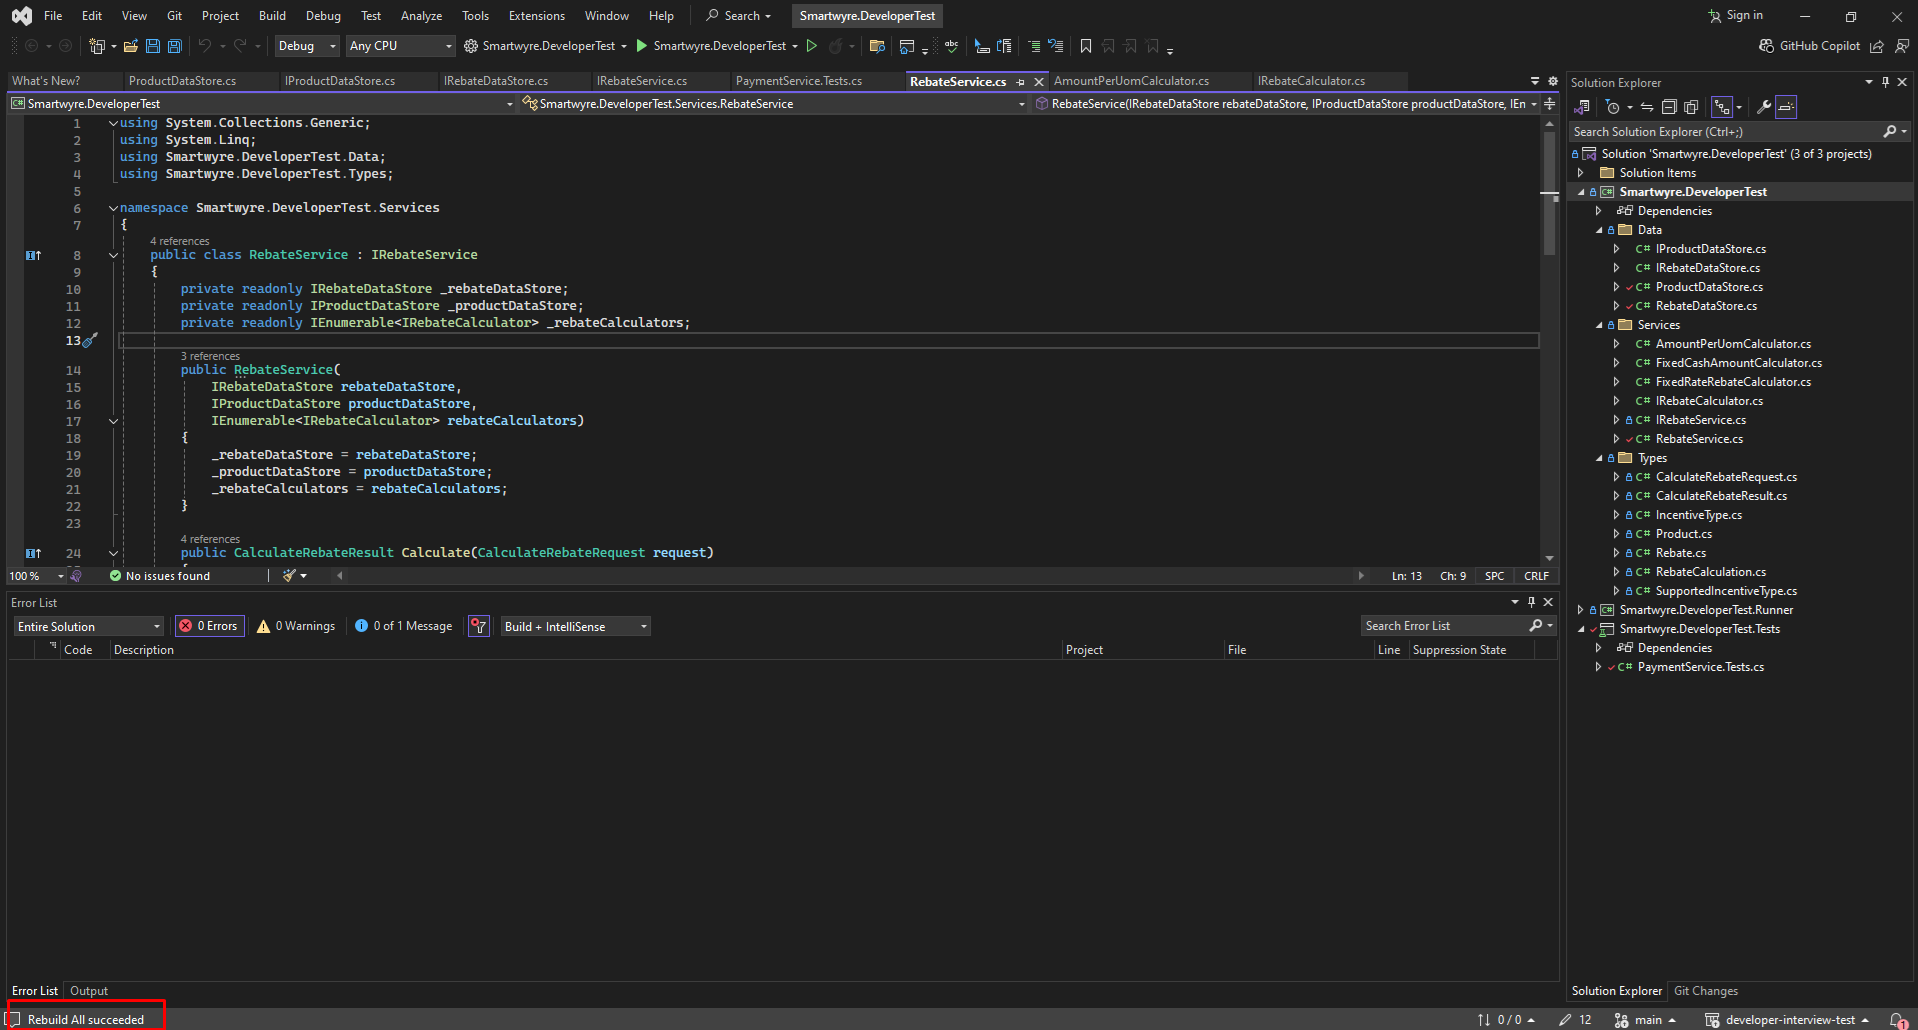 File Edit View Git Project Build Debug Test Analyze Tools Extensions Window Help Search Smartwyre.DeveloperTest Sign in
Debug Any CPU Smartwyre.DeveloperTest Smartwyre.DeveloperTest GitHub Copilot
What's New? ProductDataStore.cs IProductDataStore.cs IRebateDataStore.cs IRebateService.cs PaymentService.Tests.cs RebateService.cs AmountPerUomCalculator.cs IRebateCalculator.cs
Smartwyre.DeveloperTest Smartwyre.DeveloperTest.Services.RebateService RebateService(IRebateDataStore rebateDataStore, IProductDataStore productDataStore, IEn
1 using System.Collections.Generic;
2 using System.Linq;
3 using Smartwyre.DeveloperTest.Data;
4 using Smartwyre.DeveloperTest.Types;
5
6 namespace Smartwyre.DeveloperTest.Services
7 {
4 references
8 public class RebateService : IRebateService
9 {
10 private readonly IRebateDataStore _rebateDataStore;
11 private readonly IProductDataStore _productDataStore;
12 private readonly IEnumerable<IRebateCalculator> _rebateCalculators;
13
3 references
14 public RebateService(
15 IRebateDataStore rebateDataStore,
16 IProductDataStore productDataStore,
17 IEnumerable<IRebateCalculator> rebateCalculators)
18 {
19 _rebateDataStore = rebateDataStore;
20 _productDataStore = productDataStore;
21 _rebateCalculators = rebateCalculators;
22 }
23
4 references
24 public CalculateRebateResult Calculate(CalculateRebateRequest request)
100 % No issues found Ln: 13 Ch: 9 SPC CRLF
Error List
Entire Solution 0 Errors 0 Warnings 0 of 1 Message Build + IntelliSense Search Error List
Code Description Project File Line Suppression State
Error List Output
Rebuild All succeeded 0 / 0 12 main developer-interview-test 1
Solution Explorer
Search Solution Explorer (Ctrl+;)
Solution 'Smartwyre.DeveloperTest' (3 of 3 projects)
Solution Items
C# Smartwyre.DeveloperTest
Dependencies
Data
C# IProductDataStore.cs
C# IRebateDataStore.cs
C# ProductDataStore.cs
C# RebateDataStore.cs
Services
C# AmountPerUomCalculator.cs
C# FixedCashAmountCalculator.cs
C# FixedRateRebateCalculator.cs
C# IRebateCalculator.cs
C# IRebateService.cs
C# RebateService.cs
Types
C# CalculateRebateRequest.cs
C# CalculateRebateResult.cs
C# IncentiveType.cs
C# Product.cs
C# Rebate.cs
C# RebateCalculation.cs
C# SupportedIncentiveType.cs
C# Smartwyre.DeveloperTest.Runner
Smartwyre.DeveloperTest.Tests
Dependencies
C# PaymentService.Tests.cs
Solution Explorer Git Changes